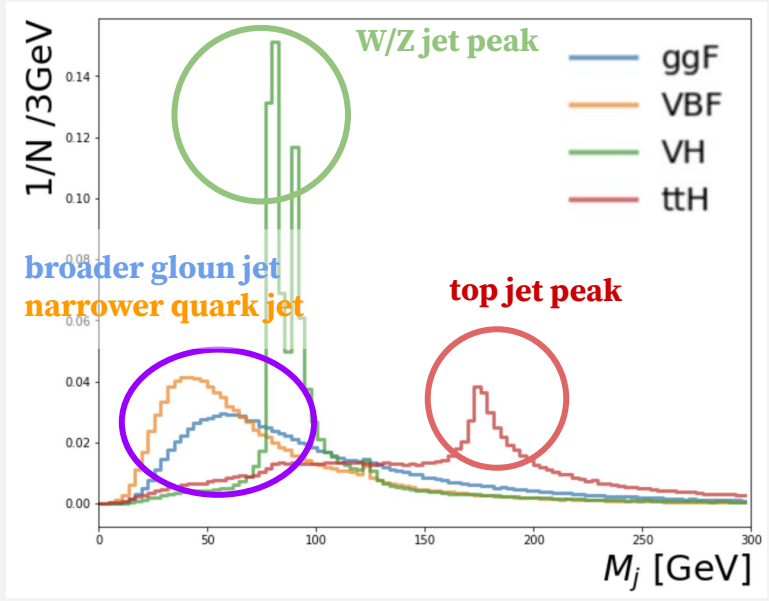 W/Z jet peak
1/N /3GeV
ggF
VBF
VH
ttH
0.14
0.12
0.10
0.08
broader gloun jet
narrower quark jet
0.06
top jet peak
0.04
0.02
0.00
0 50 100 150 200 250 300
Mj [GeV]